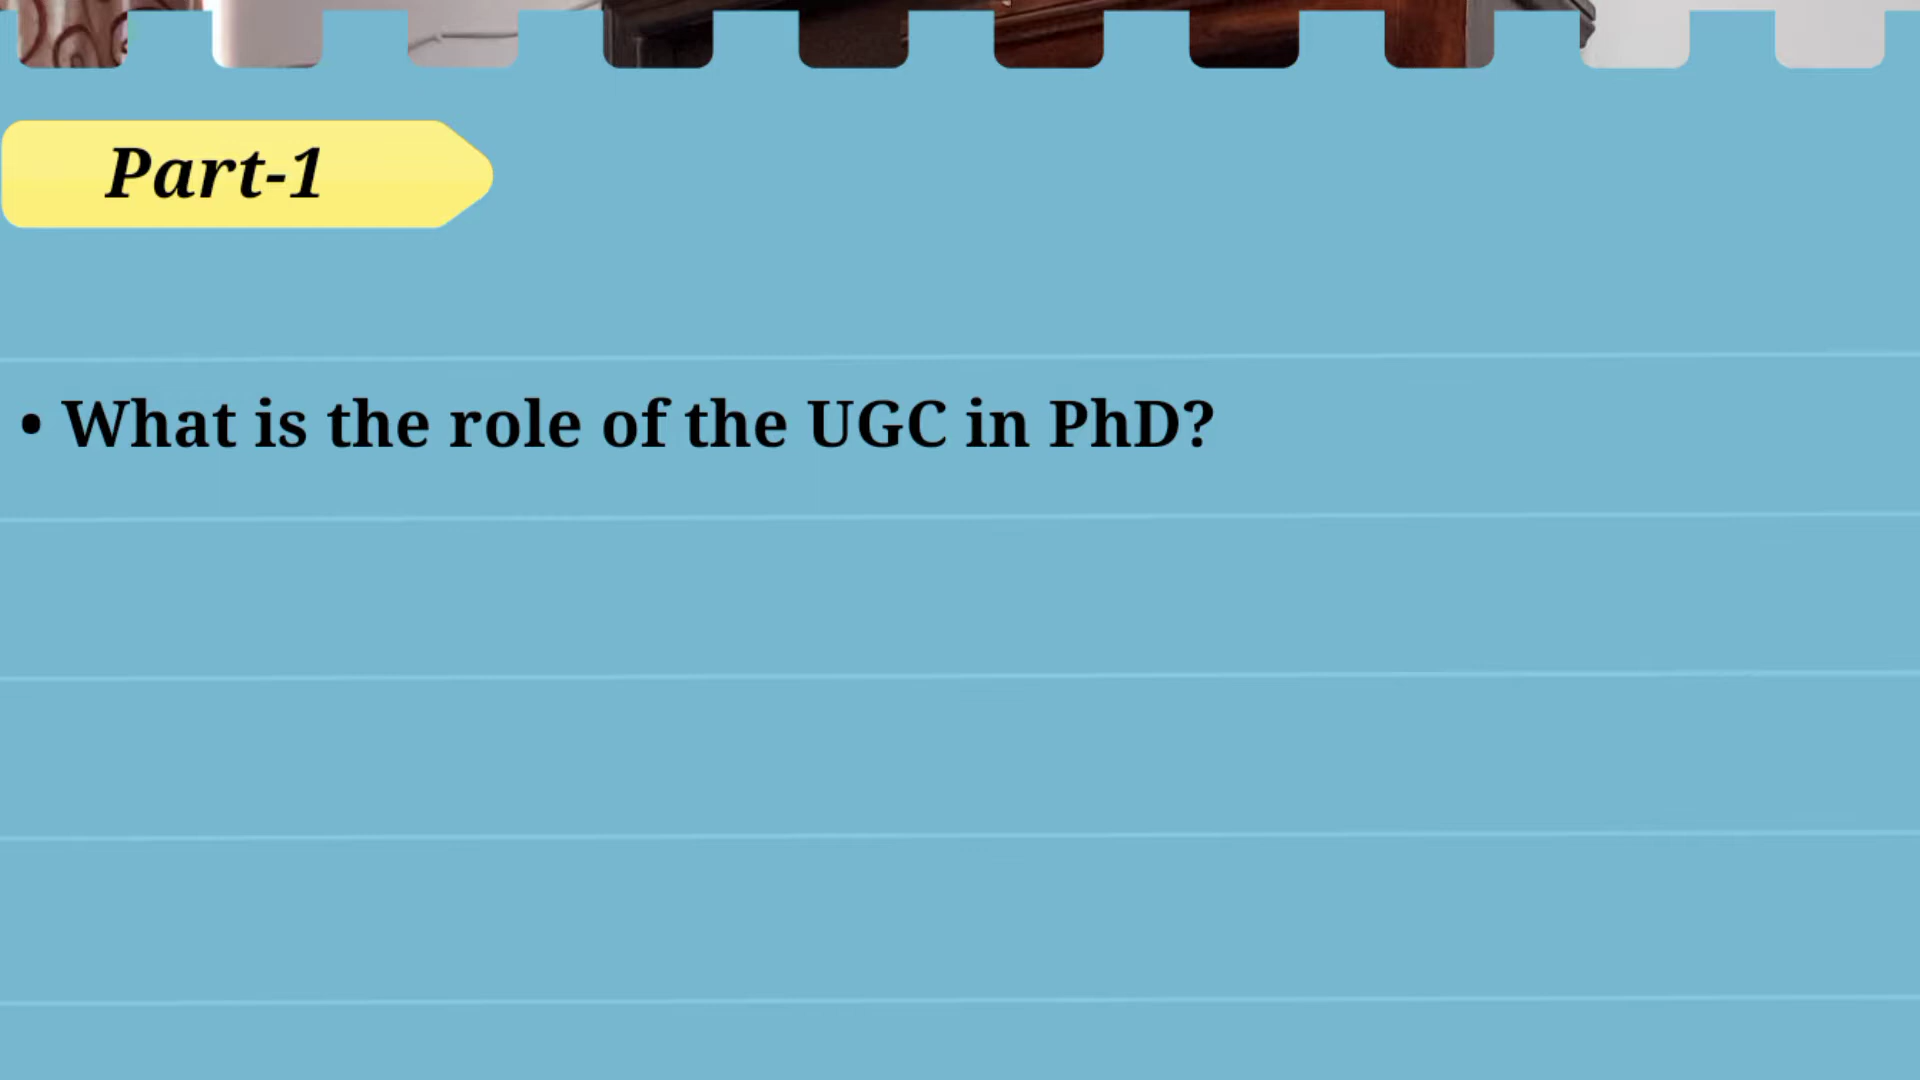 Part-1
• What is the role of the UGC in PhD?